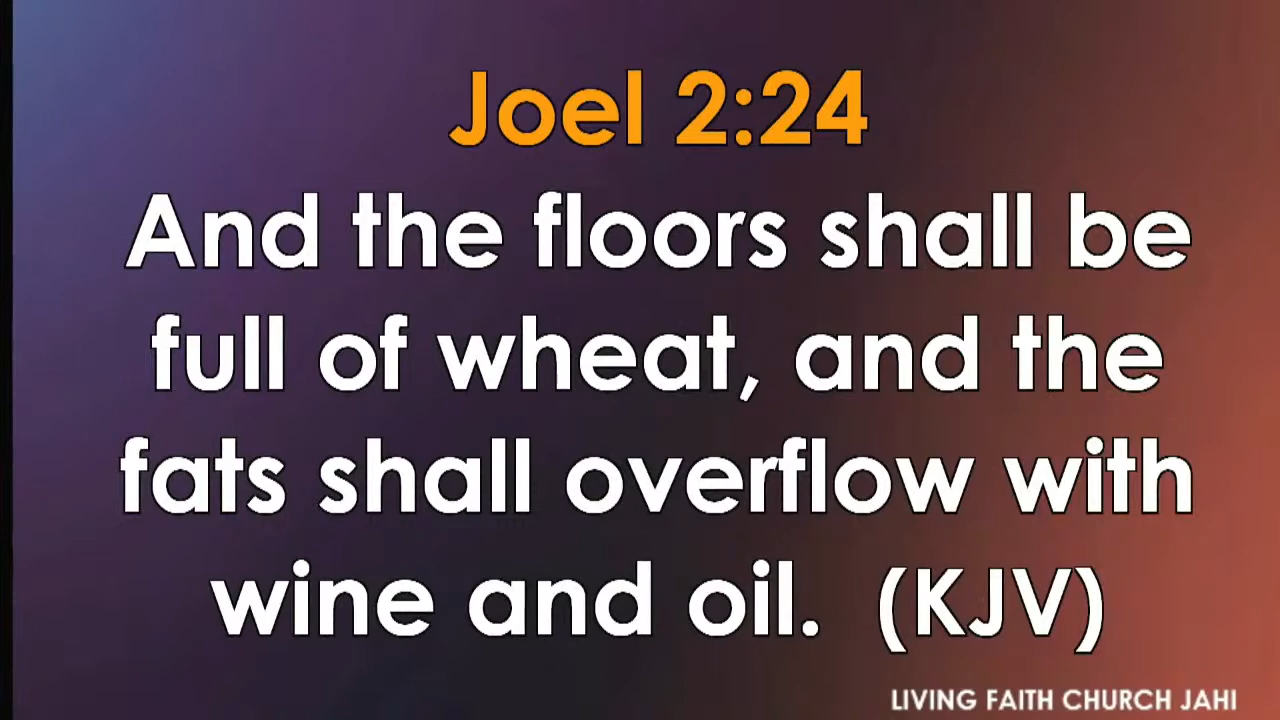 Joel 2:24
And the floors shall be
full of wheat, and the
fats shall overflow with
wine and oil.  (KJV)
LIVING FAITH CHURCH JAHI